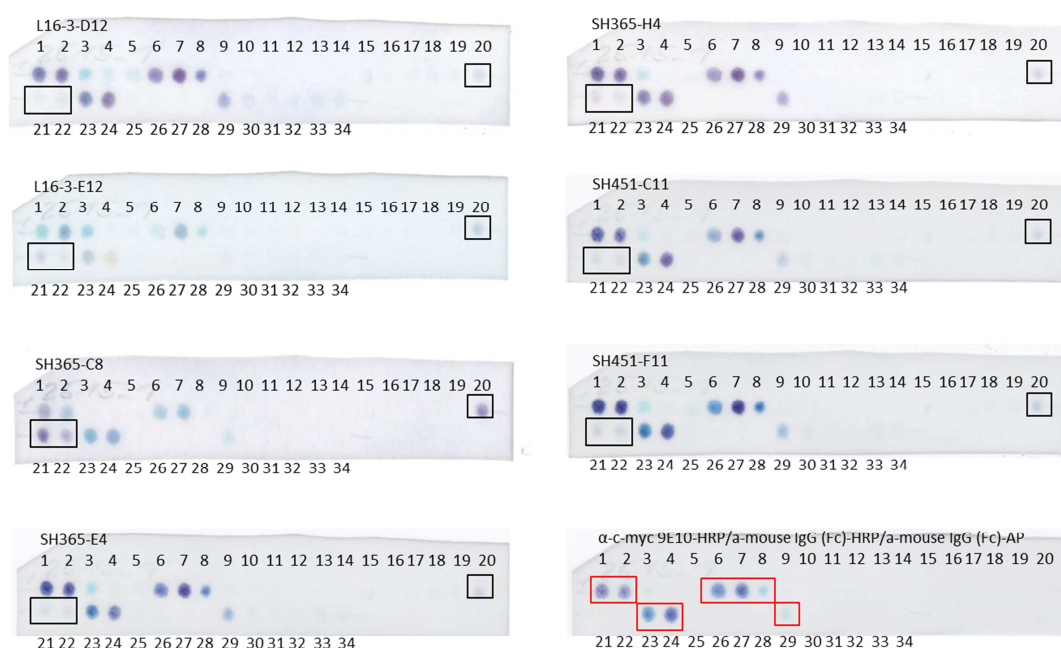 L16-3-D12
1 2 3 4 5 6 7 8 9 10 11 12 13 14 15 16 17 18 19 20
21 22 23 24 25 26 27 28 29 30 31 32 33 34
L16-3-E12
1 2 3 4 5 6 7 8 9 10 11 12 13 14 15 16 17 18 19 20
21 22 23 24 25 26 27 28 29 30 31 32 33 34
SH365-C8
1 2 3 4 5 6 7 8 9 10 11 12 13 14 15 16 17 18 19 20
21 22 23 24 25 26 27 28 29 30 31 32 33 34
SH365-E4
1 2 3 4 5 6 7 8 9 10 11 12 13 14 15 16 17 18 19 20
21 22 23 24 25 26 27 28 29 30 31 32 33 34
SH365-H4
1 2 3 4 5 6 7 8 9 10 11 12 13 14 15 16 17 18 19 20
21 22 23 24 25 26 27 28 29 30 31 32 33 34
SH451-C11
1 2 3 4 5 6 7 8 9 10 11 12 13 14 15 16 17 18 19 20
21 22 23 24 25 26 27 28 29 30 31 32 33 34
SH451-F11
1 2 3 4 5 6 7 8 9 10 11 12 13 14 15 16 17 18 19 20
21 22 23 24 25 26 27 28 29 30 31 32 33 34
α-c-myc 9E10-HRP/a-mouse IgG (Fc)-HRP/a-mouse IgG (Fc)-AP
1 2 3 4 5 6 7 8 9 10 11 12 13 14 15 16 17 18 19 20
21 22 23 24 25 26 27 28 29 30 31 32 33 34